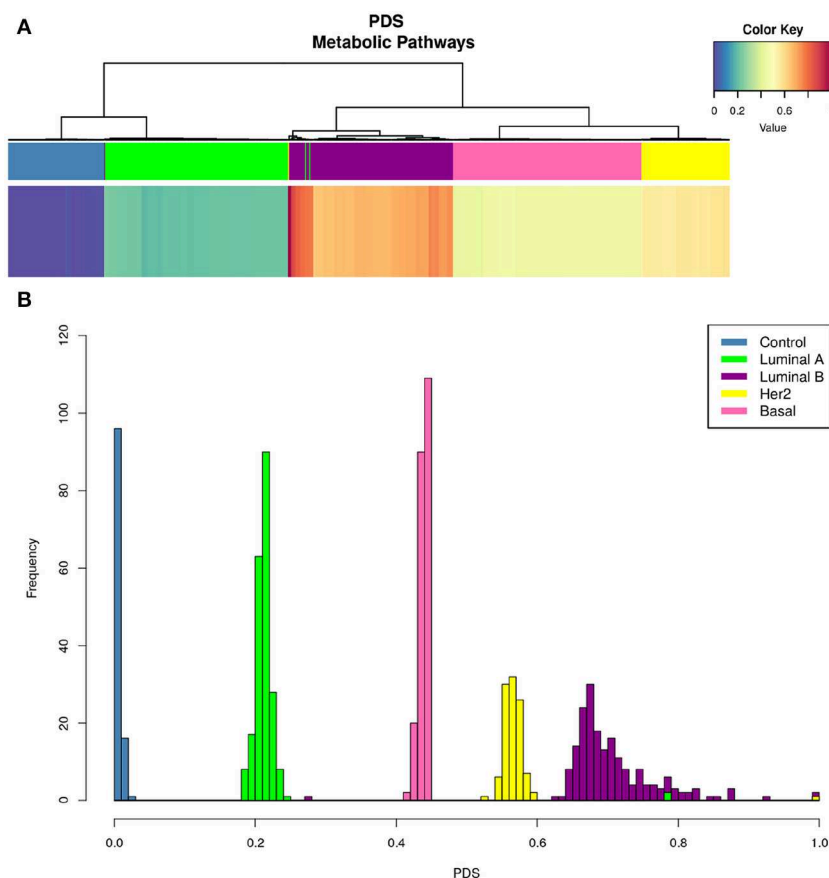 A
PDS
Metabolic Pathways
Color Key
0 0.2 0.6
Value
B
120
100
80
60
40
20
0
Frequency
Control
Luminal A
Luminal B
Her2
Basal
0.0 0.2 0.4 0.6 0.8 1.0
PDS